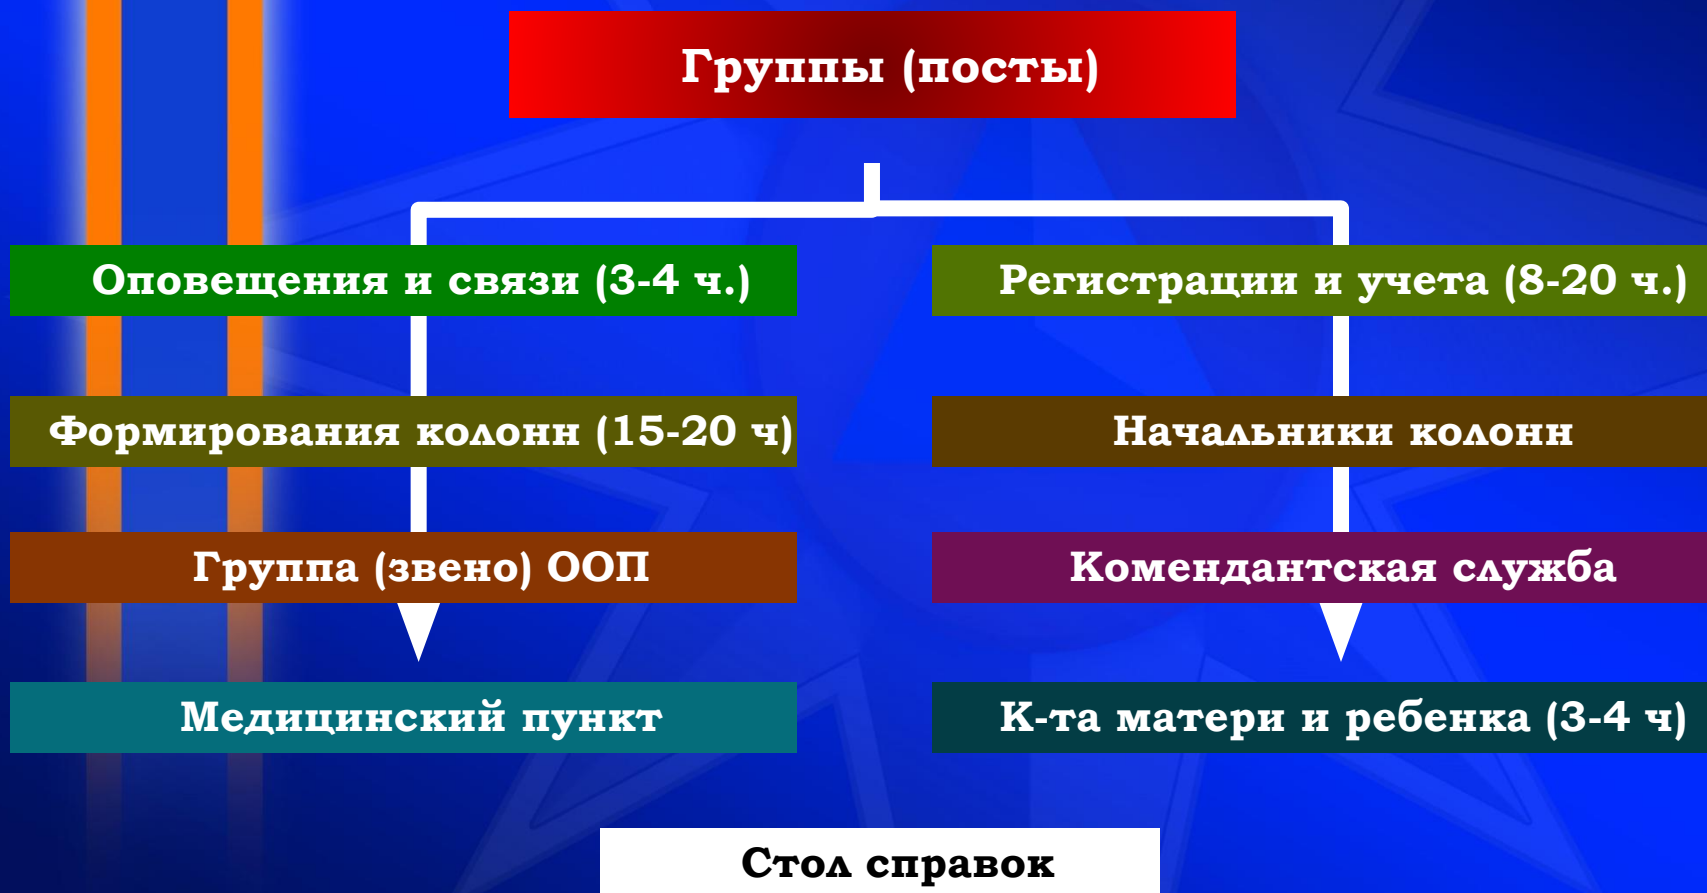 Группы (посты)
Оповещения и связи (3-4 ч.)
Регистрации и учета (8-20 ч.)
Формирования колонн (15-20 ч)
Начальники колонн
Группа (звено) ООП
Комендантская служба
Медицинский пункт
К-та матери и ребенка (3-4 ч)
Стол справок